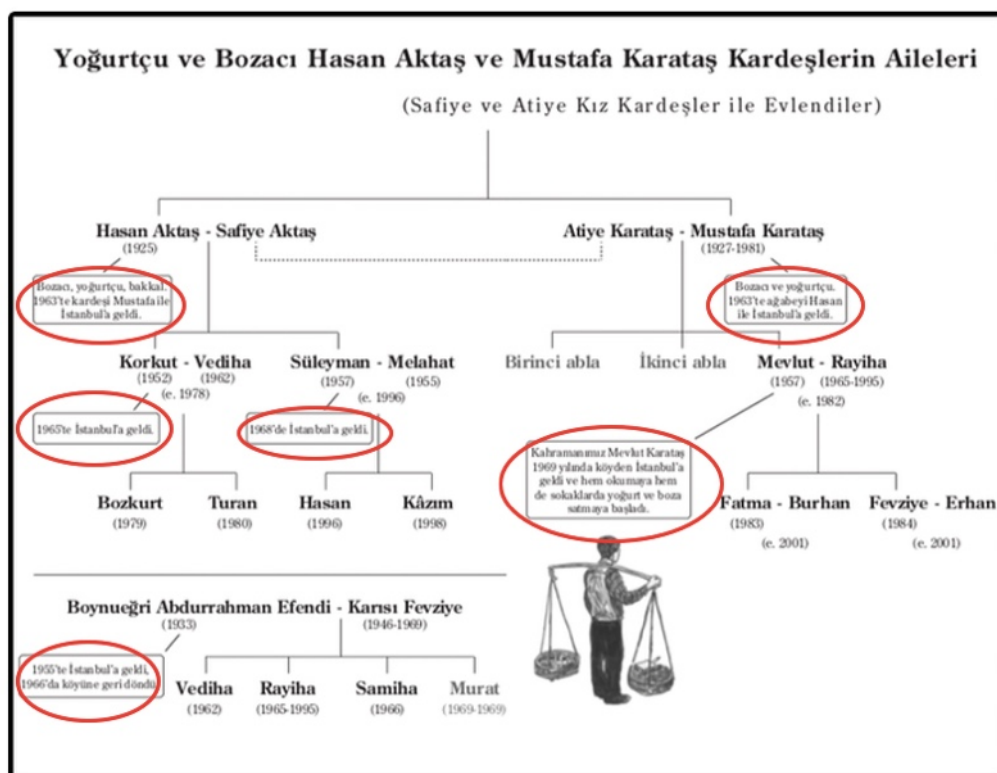 Yoğurtçu ve Bozacı Hasan Aktaş ve Mustafa Karataş Kardeşlerin Aileleri
(Safiye ve Atiye Kız Kardeşler ile Evlendiler)
Hasan Aktaş - Safiye Aktaş
(1925)
Atiye Karataş - Mustafa Karataş
(1927-1981)
Bozacı, yoğurtçu, bakkal.
1963'te kardeşi Mustafa ile
İstanbul'a geldi.
Bozacı ve yoğurtçu.
1963'te ağabeyi Hasan
ile İstanbul'a geldi.
Korkut - Vediha
(1952) (1962)
(e. 1978)
Süleyman - Melahat
(1957) (1955)
(e. 1996)
Birinci abla
İkinci abla
Mevlut - Rayiha
(1957) (1965-1995)
(e. 1982)
1965'te İstanbul'a geldi.
1968'de İstanbul'a geldi.
Kahramanımız Mevlut Karataş
1969 yılında köyden İstanbul'a
geldi ve hem okumaya hem
de sokaklarda yoğurt ve boza
satmaya başladı.
Bozkurt
(1979)
Turan
(1980)
Hasan
(1996)
Kâzım
(1998)
Fatma - Burhan
(1983)
(e. 2001)
Fevziye - Erhan
(1984)
(e. 2001)
Boynueğri Abdurrahman Efendi - Karısı Fevziye
(1933) (1946-1969)
1955'te İstanbul'a geldi,
1966'da köyüne geri döndü.
Vediha
(1962)
Rayiha
(1965-1995)
Samiha
(1966)
Murat
(1969-1969)